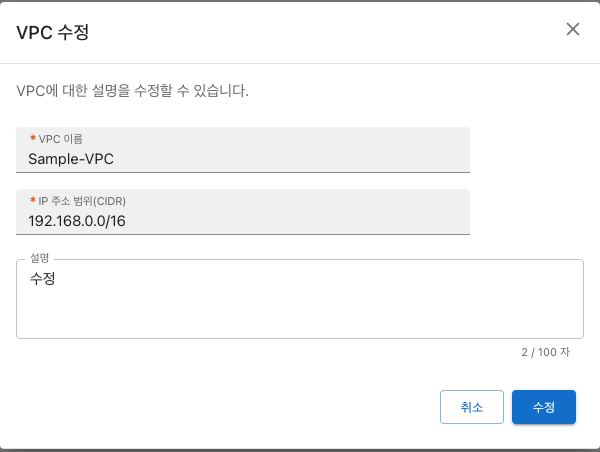 VPC 수정
VPC에 대한 설명을 수정할 수 있습니다.
* VPC 이름
Sample-VPC
* IP 주소 범위(CIDR)
192.168.0.0/16
설명
수정
2 / 100 자
취소 수정